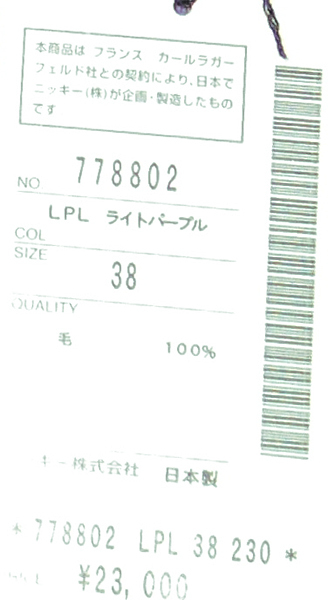 本商品は フランス カールラガー
フェルド社との契約により、日本で
ニッキー(株)が企画・製造したもの
です
NO 778802
LPL ライトパープル
COL
SIZE
38
QUALITY
毛 100%
キー株式会社 日本製
* 778802 LPL 38 230 *
¥23,000